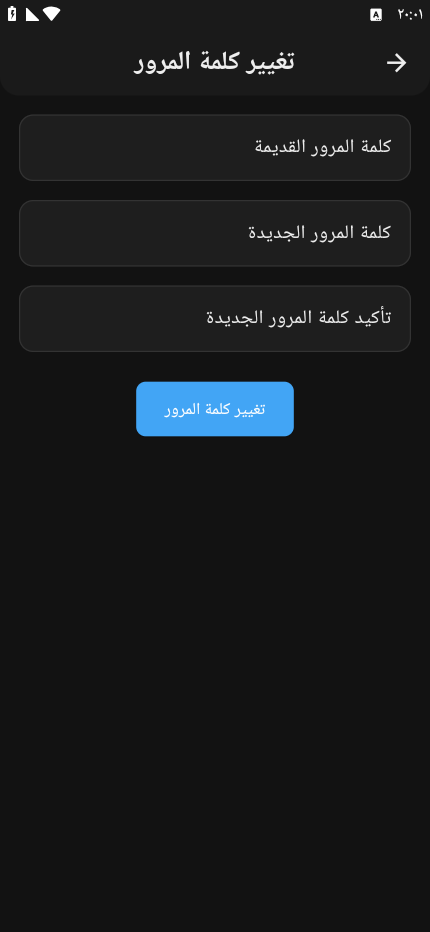 ٢٠:٠١
A
تغيير كلمة المرور
كلمة المرور القديمة
كلمة المرور الجديدة
تأكيد كلمة المرور الجديدة
تغيير كلمة المرور